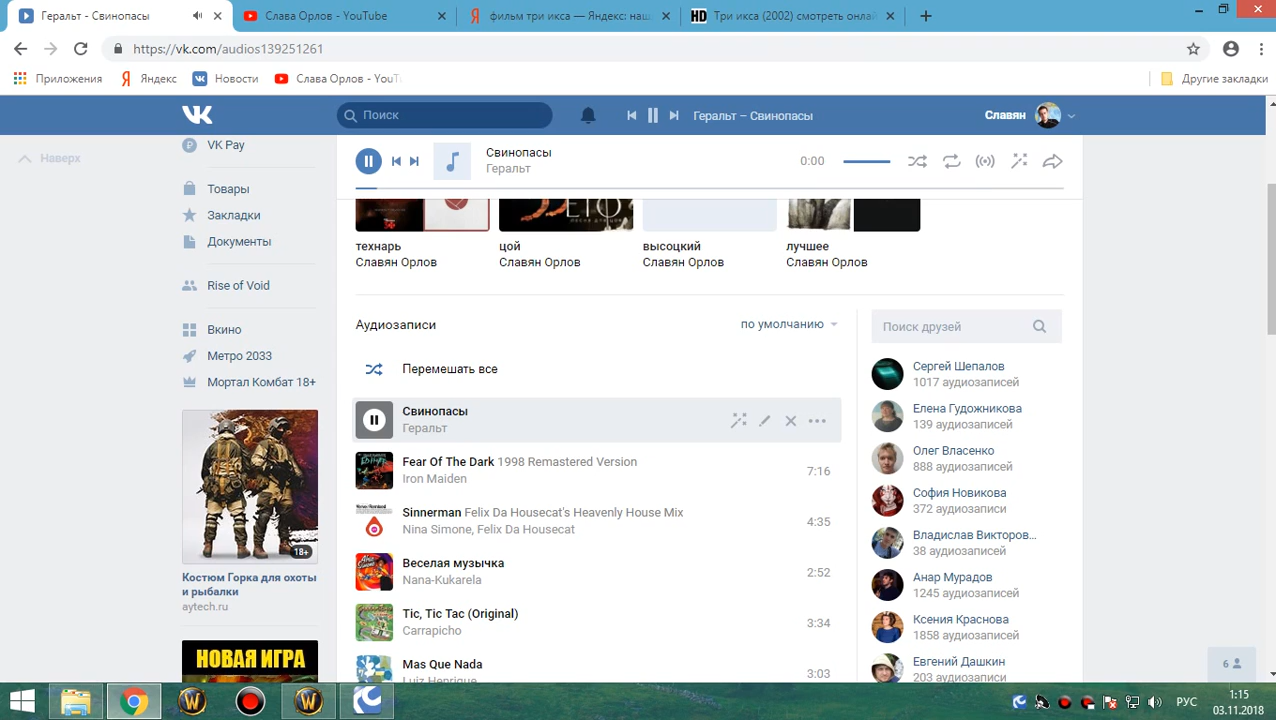 Геральт - Свинопасы
Слава Орлов - YouTube
фильм три икса — Яндекс: наш
HD Три икса (2002) смотреть онлай
https://vk.com/audios139251261
Приложения
Яндекс
Новости
Слава Орлов - YouT
Другие закладки
Поиск
Геральт – Свинопасы
Славян
Наверх
VK Pay
Товары
Закладки
Документы
Rise of Void
Вкино
Метро 2033
Мортал Комбат 18+
18+
Костюм Горка для охоты
и рыбалки
aytech.ru
НОВАЯ ИГРА
Свинопасы
Геральт
0:00
технарь
Славян Орлов
цой
Славян Орлов
высоцкий
Славян Орлов
лучшее
Славян Орлов
Аудиозаписи
по умолчанию
Перемешать все
Свинопасы
Геральт
Fear Of The Dark 1998 Remastered Version
Iron Maiden
7:16
Sinnerman Felix Da Housecat's Heavenly House Mix
Nina Simone, Felix Da Housecat
4:35
Веселая музычка
Nana-Kukarela
2:52
Tic, Tic Tac (Original)
Carrapicho
3:34
Mas Que Nada
Luiz Henrique
3:03
Поиск друзей
Сергей Шепалов
1017 аудиозаписей
Елена Гудожникова
139 аудиозаписей
Олег Власенко
888 аудиозаписей
София Новикова
372 аудиозаписи
Владислав Викторов...
38 аудиозаписей
Анар Мурадов
1245 аудиозаписей
Ксения Краснова
1858 аудиозаписей
Евгений Дашкин
203 аудиозаписи
6
РУС
1:15
03.11.2018